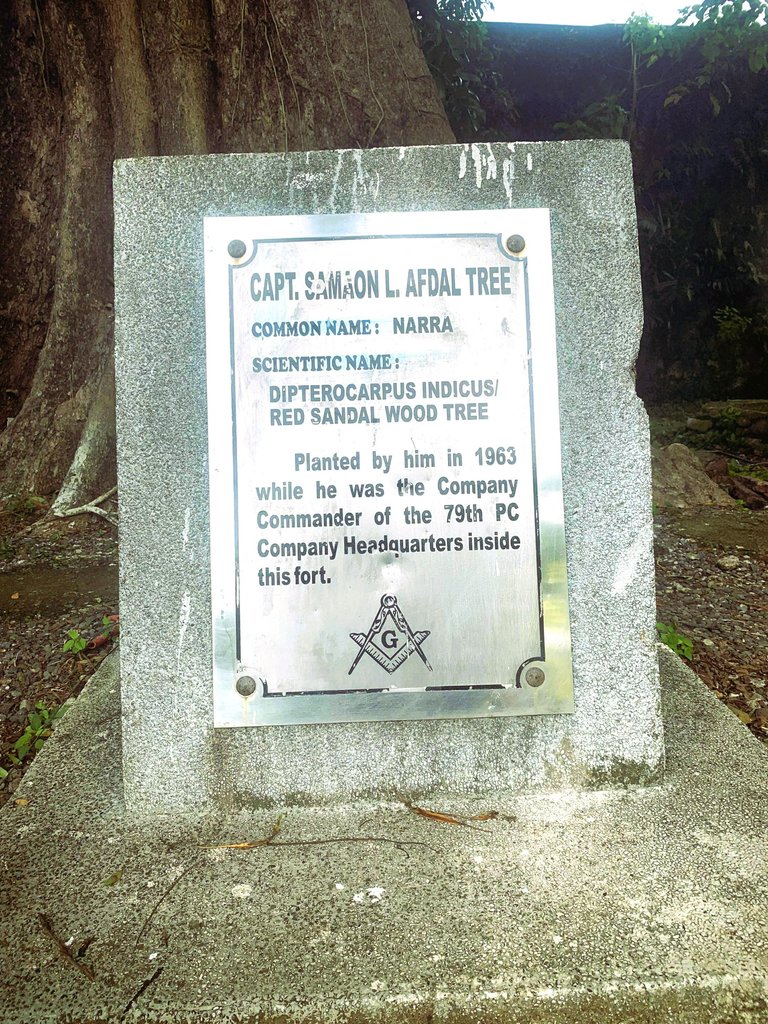 CAPT. SAMAON L. AFDAL TREE
COMMON NAME: NARRA
SCIENTIFIC NAME:
DIPTEROCARPUS INDICUS/
RED SANDAL WOOD TREE
Planted by him in 1963
while he was the Company
Commander of the 79th PC
Company Headquarters inside
this fort.
G